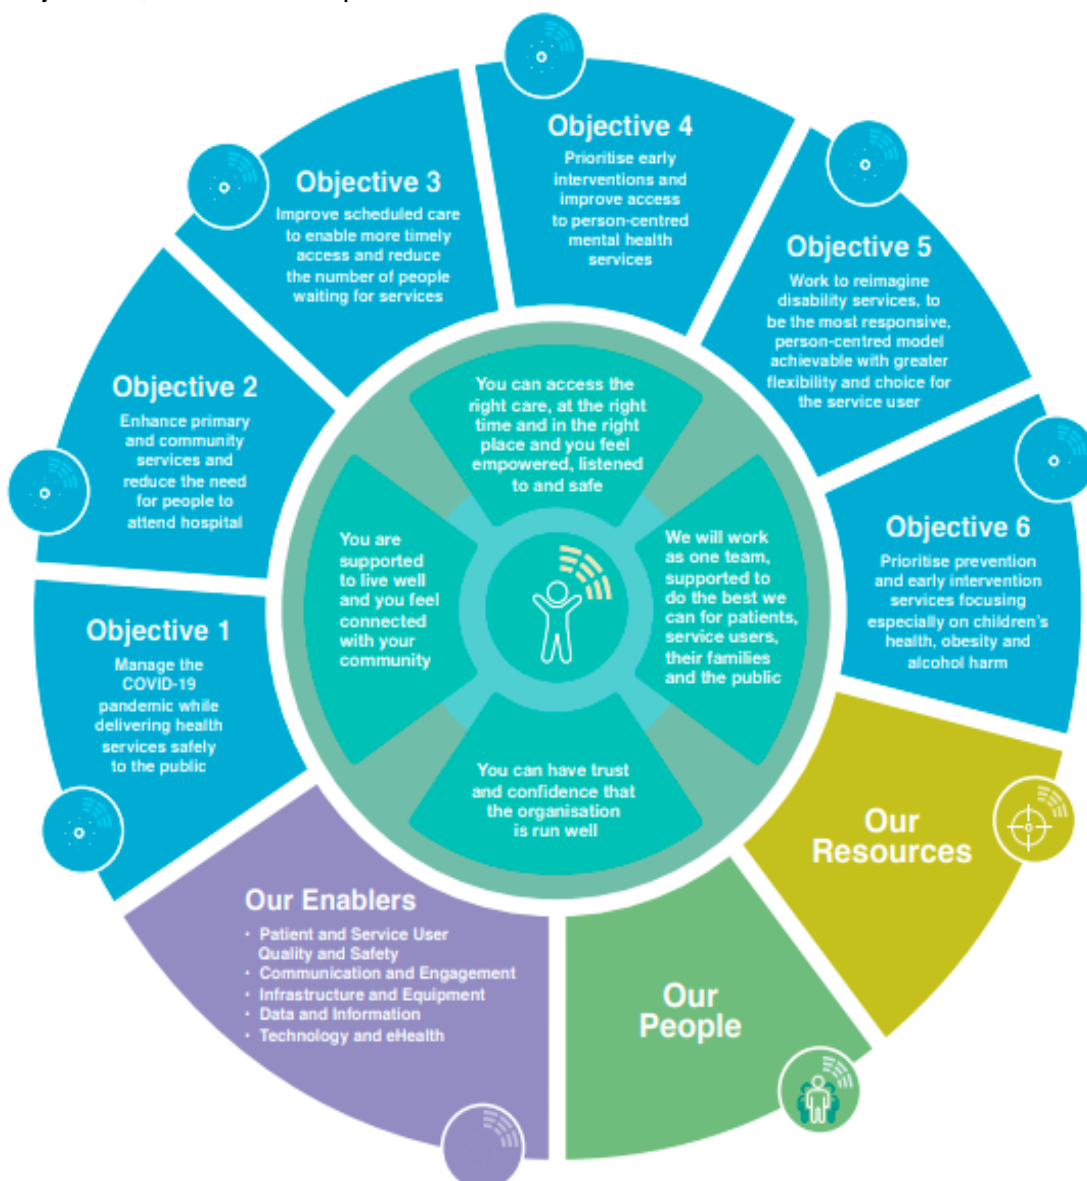 Objective 4
Prioritise early
interventions and
improve access
to person-centred
mental health
services
Objective 3
Improve scheduled care
to enable more timely
access and reduce
the number of people
waiting for services
Objective 5
Work to reimagine
disability services, to
be the most responsive,
person-centred model
achievable with greater
flexibility and choice for
the service user
Objective 2
Enhance primary
and community
services and
reduce the need
for people to
attend hospital
Objective 6
Prioritise prevention
and early intervention
services focusing
especially on children's
health, obesity and
alcohol harm
Objective 1
Manage the
COVID-19
pandemic while
delivering health
services safely
to the public
You can access the
right care, at the right
time and in the right
place and you feel
empowered, listened
to and safe
You are
supported
to live well
and you feel
connected
with your
community
We will work
as one team,
supported to
do the best we
can for patients,
service users,
their families
and the public
You can have trust
and confidence that
the organisation
is run well
Our
Resources
Our Enablers
• Patient and Service User
Quality and Safety
• Communication and Engagement
• Infrastructure and Equipment
• Data and Information
• Technology and eHealth
Our
People